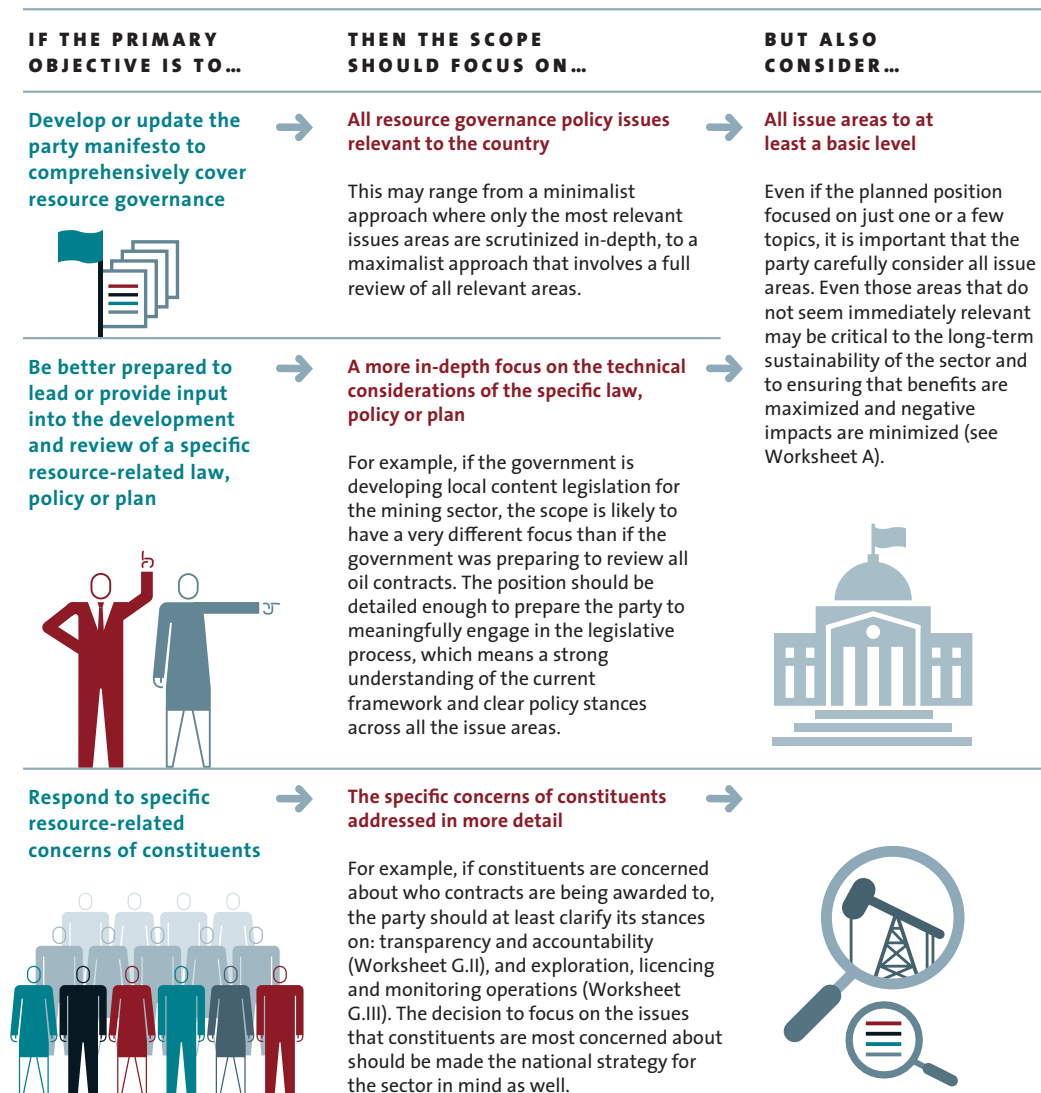 IF THE PRIMARY
OBJECTIVE IS TO…
THEN THE SCOPE
SHOULD FOCUS ON…
BUT ALSO
CONSIDER…
Develop or update the
party manifesto to
comprehensively cover
resource governance
All resource governance policy issues
relevant to the country
This may range from a minimalist
approach where only the most relevant
issues areas are scrutinized in-depth, to a
maximalist approach that involves a full
review of all relevant areas.
All issue areas to at
least a basic level
Even if the planned position
focused on just one or a few
topics, it is important that the
party carefully consider all issue
areas. Even those areas that do
not seem immediately relevant
may be critical to the long-term
sustainability of the sector and
to ensuring that benefits are
maximized and negative
impacts are minimized (see
Worksheet A).
Be better prepared to
lead or provide input
into the development
and review of a specific
resource-related law,
policy or plan
A more in-depth focus on the technical
considerations of the specific law,
policy or plan
For example, if the government is
developing local content legislation for
the mining sector, the scope is likely to
have a very different focus than if the
government was preparing to review all
oil contracts. The position should be
detailed enough to prepare the party to
meaningfully engage in the legislative
process, which means a strong
understanding of the current
framework and clear policy stances
across all the issue areas.
Respond to specific
resource-related
concerns of constituents
The specific concerns of constituents
addressed in more detail
For example, if constituents are concerned
about who contracts are being awarded to,
the party should at least clarify its stances
on: transparency and accountability
(Worksheet G.II), and exploration, licencing
and monitoring operations (Worksheet
G.III). The decision to focus on the issues
that constituents are most concerned about
should be made the national strategy for
the sector in mind as well.